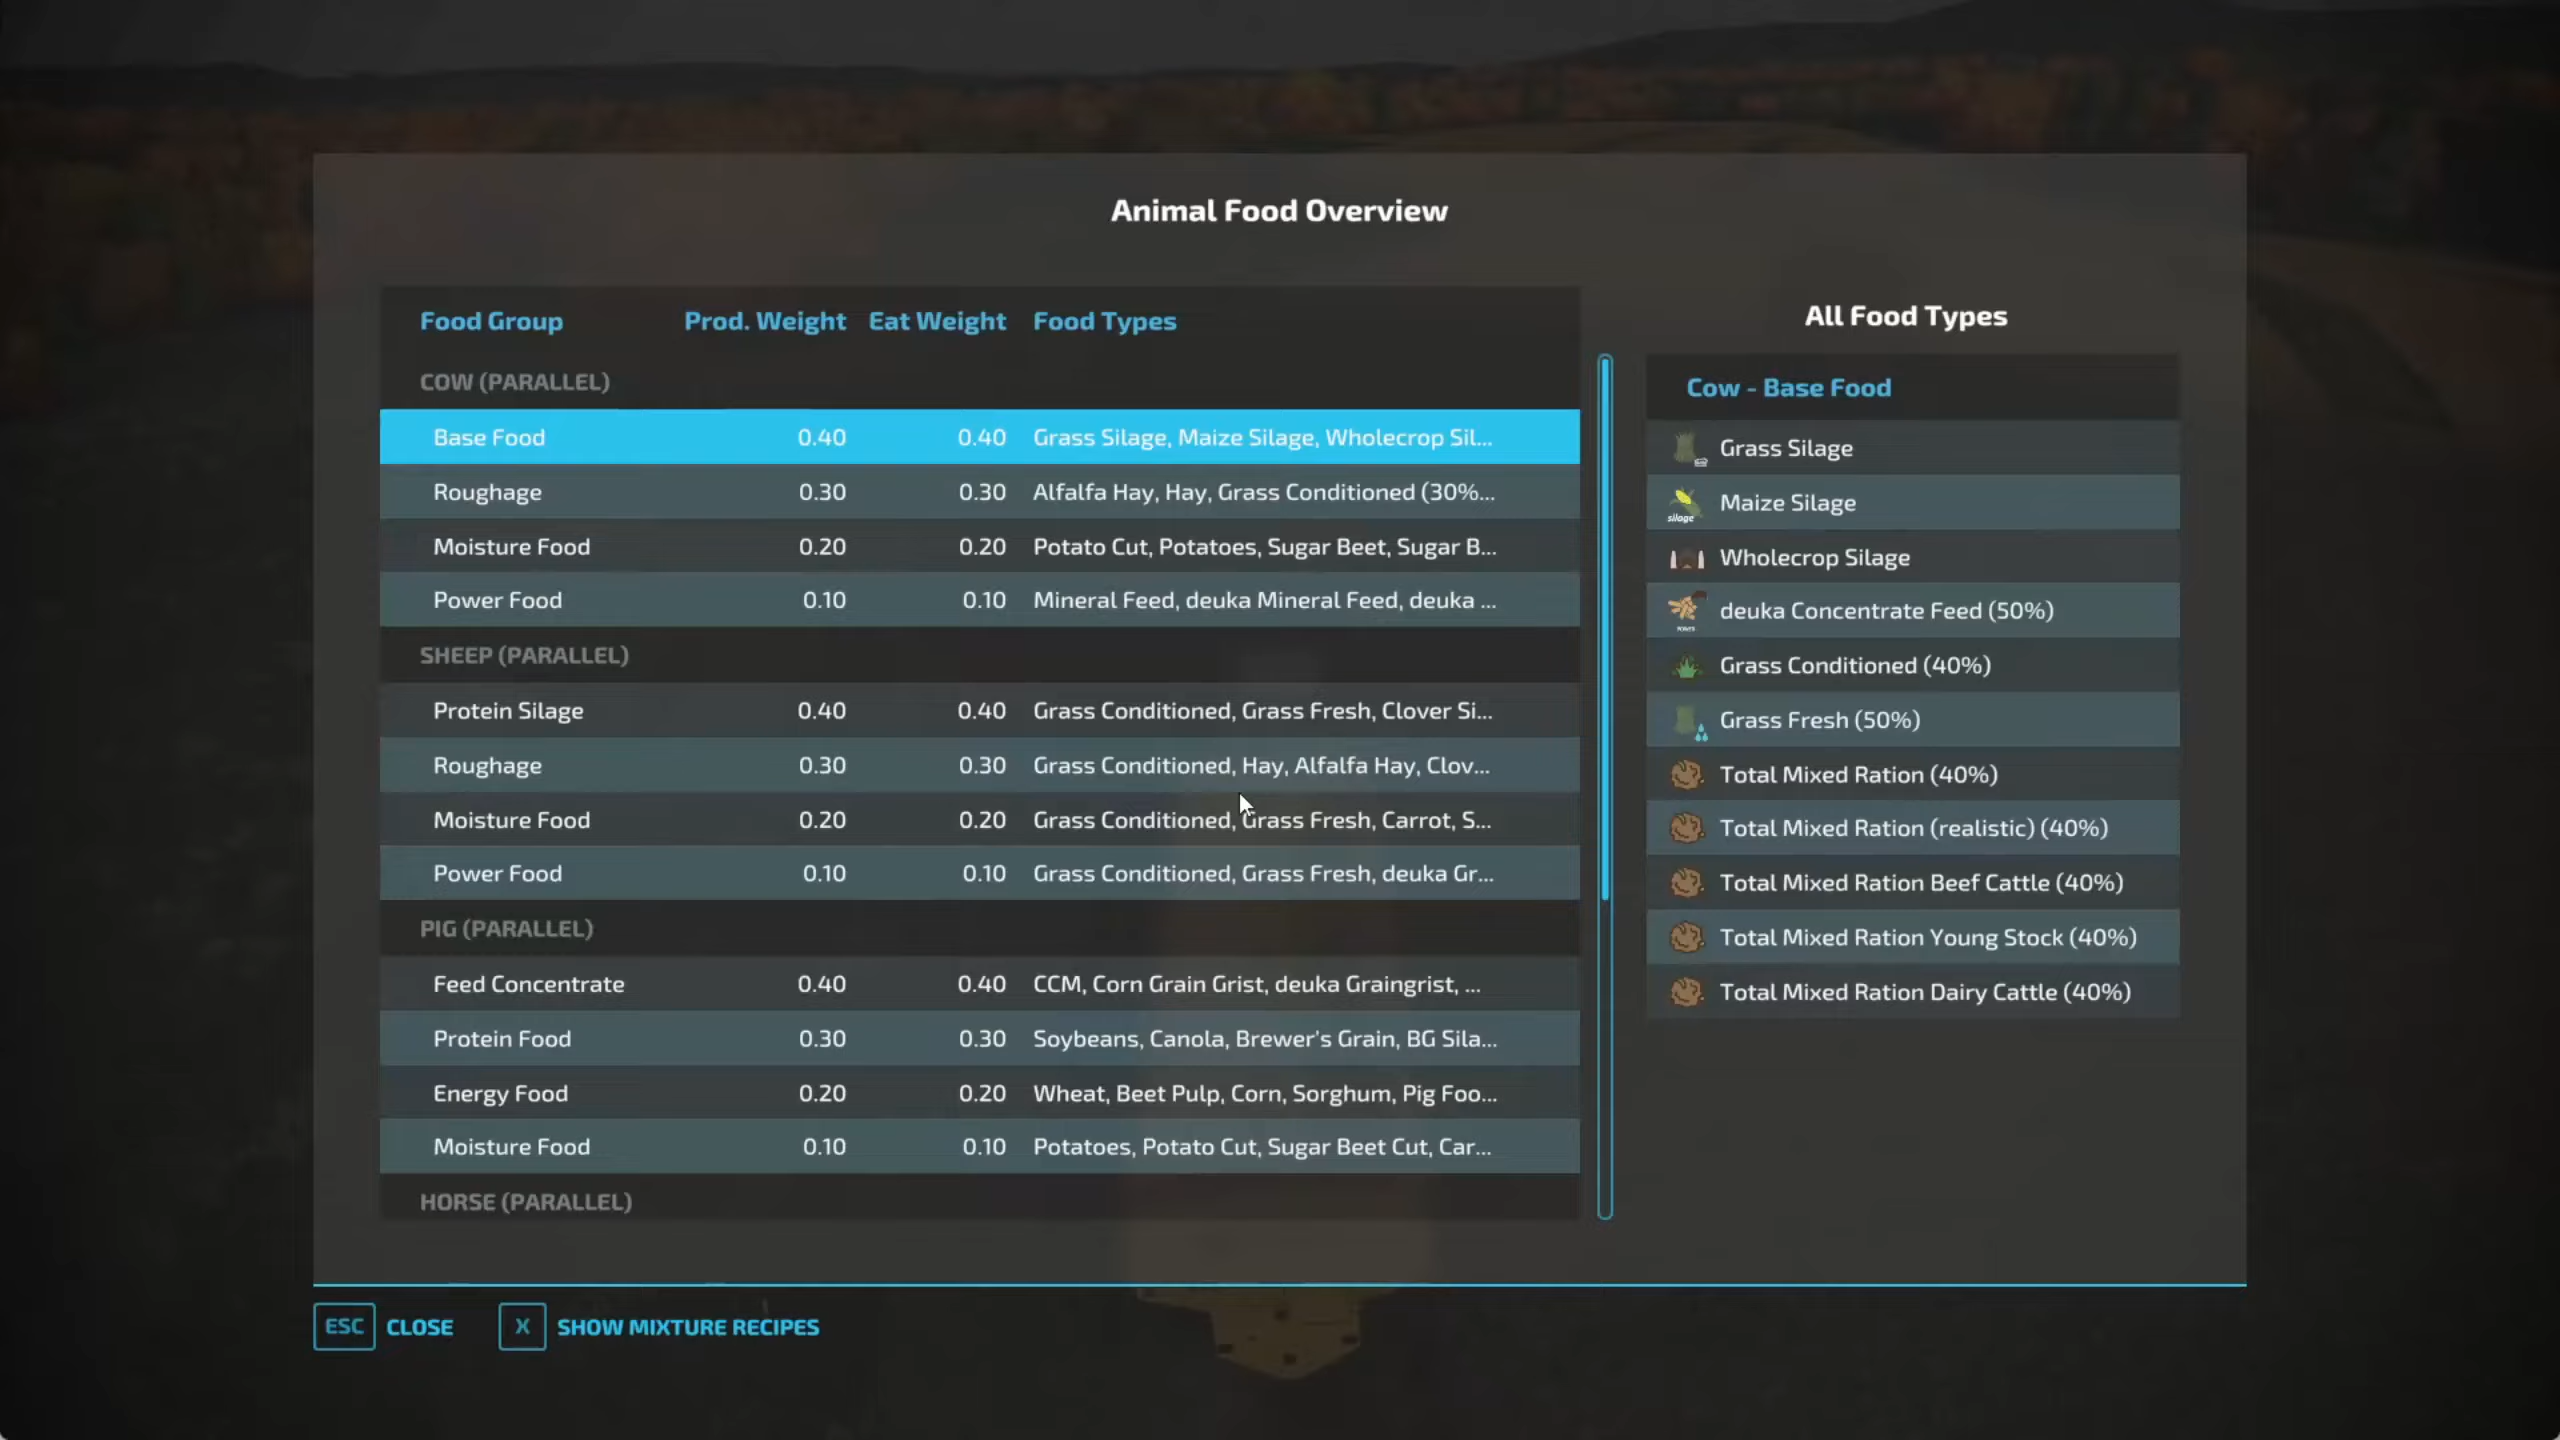 Animal Food Overview
Food Group Prod. Weight Eat Weight Food Types
COW (PARALLEL)
Base Food 0.40 0.40 Grass Silage, Maize Silage, Wholecrop Sil...
Roughage 0.30 0.30 Alfalfa Hay, Hay, Grass Conditioned (30%...
Moisture Food 0.20 0.20 Potato Cut, Potatoes, Sugar Beet, Sugar B...
Power Food 0.10 0.10 Mineral Feed, deuka Mineral Feed, deuka ...
SHEEP (PARALLEL)
Protein Silage 0.40 0.40 Grass Conditioned, Grass Fresh, Clover Si...
Roughage 0.30 0.30 Grass Conditioned, Hay, Alfalfa Hay, Clov...
Moisture Food 0.20 0.20 Grass Conditioned, Grass Fresh, Carrot, S...
Power Food 0.10 0.10 Grass Conditioned, Grass Fresh, deuka Gr...
PIG (PARALLEL)
Feed Concentrate 0.40 0.40 CCM, Corn Grain Grist, deuka Graingrist, ...
Protein Food 0.30 0.30 Soybeans, Canola, Brewer's Grain, BG Sila...
Energy Food 0.20 0.20 Wheat, Beet Pulp, Corn, Sorghum, Pig Foo...
Moisture Food 0.10 0.10 Potatoes, Potato Cut, Sugar Beet Cut, Car...
HORSE (PARALLEL)
All Food Types
Cow - Base Food
Grass Silage
Maize Silage
silage
Wholecrop Silage
deuka Concentrate Feed (50%)
Grass Conditioned (40%)
Grass Fresh (50%)
Total Mixed Ration (40%)
Total Mixed Ration (realistic) (40%)
Total Mixed Ration Beef Cattle (40%)
Total Mixed Ration Young Stock (40%)
Total Mixed Ration Dairy Cattle (40%)
ESC CLOSE X SHOW MIXTURE RECIPES